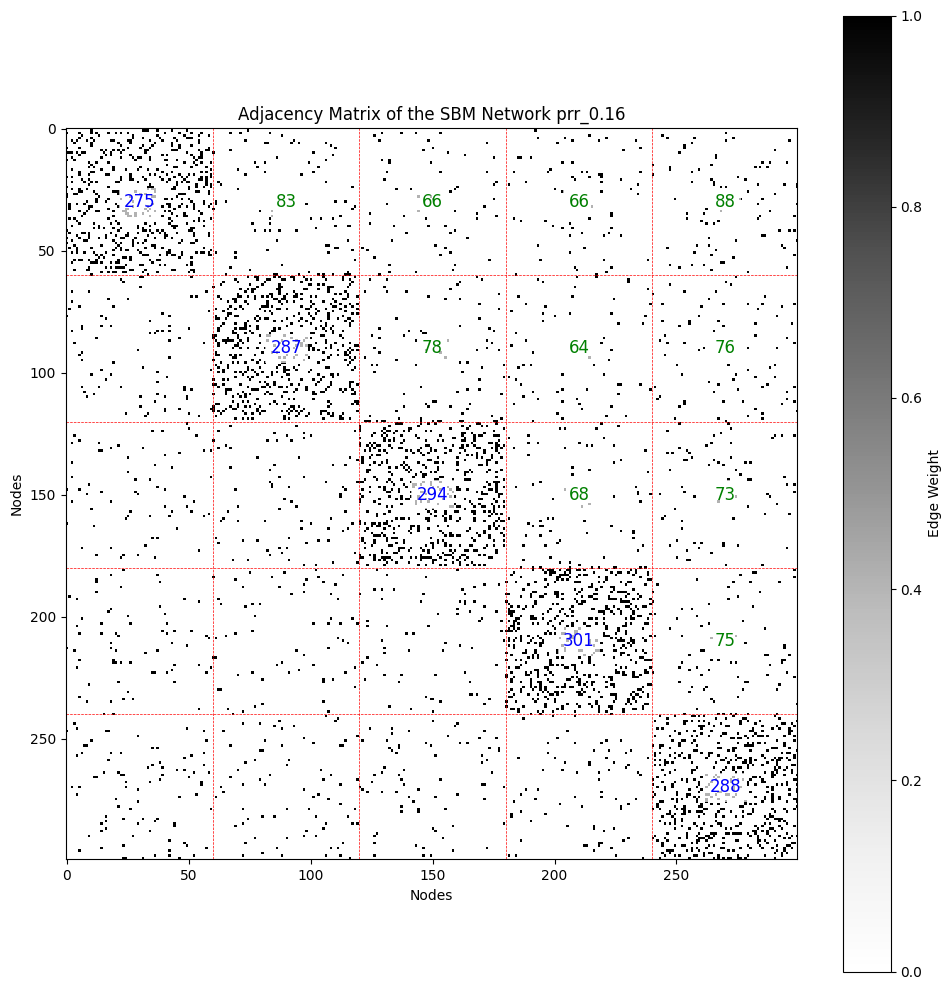 Adjacency Matrix of the SBM Network prr_0.16
1.0
0.8
0.6
0.4
0.2
0.0
Edge Weight
0
50
100
150
200
250
Nodes
275 83 66 66 88
287 78 64 76
294 68 73
301 75
288
0 50 100 150 200 250
Nodes